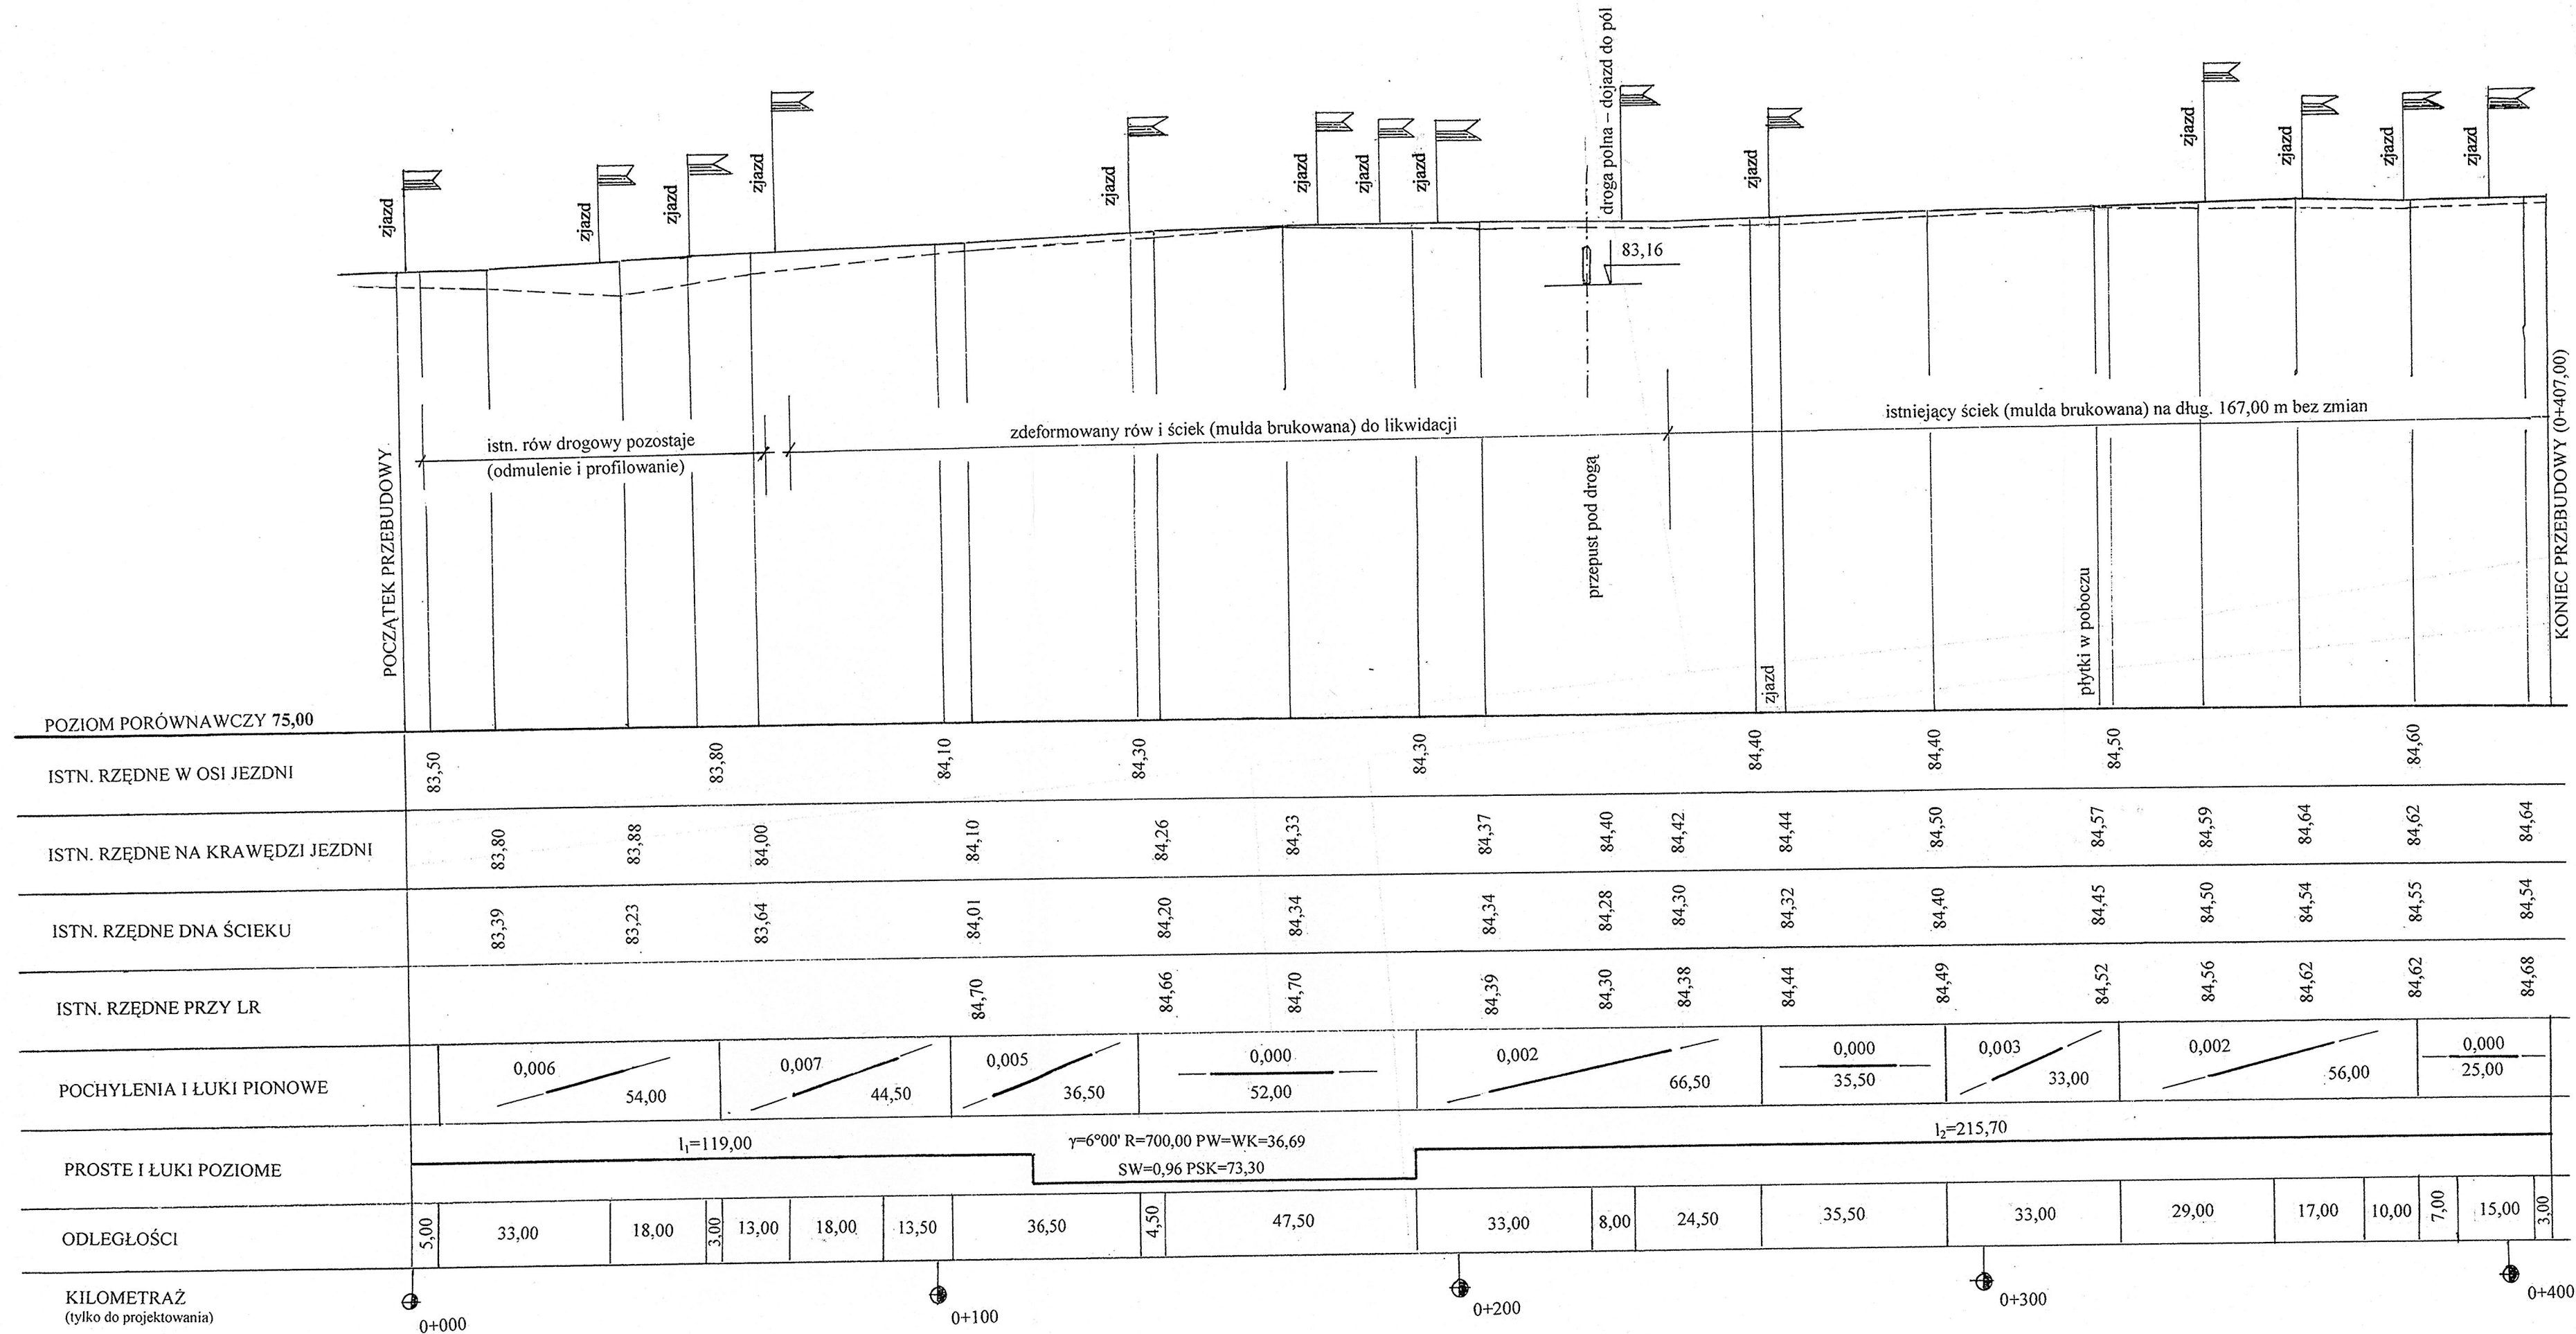 droga polna – dojazd do pól
zjazd
zjazd
zjazd
zjazd
zjazd
zjazd
zjazd
zjazd
zjazd
zjazd
zjazd
zjazd
zjazd
83,16
istn. rów drogowy pozostaje
(odmulenie i profilowanie)
zdeformowany rów i ściek (mulda brukowana) do likwidacji
istniejący ściek (mulda brukowana) na dług. 167,00 m bez zmian
POCZĄTEK PRZEBUDOWY
przepust pod drogą
zjazd
płytki w poboczu
KONIEC PRZEBUDOWY (0+407,00)
POZIOM PORÓWNAWCZY 75,00
ISTN. RZĘDNE W OSI JEZDNI 83,50 83,80 84,10 84,30 84,30 84,40 84,40 84,50 84,60
ISTN. RZĘDNE NA KRAWĘDZI JEZDNI 83,80 83,88 84,00 84,10 84,26 84,33 84,37 84,40 84,42 84,44 84,50 84,57 84,59 84,64 84,62 84,64
ISTN. RZĘDNE DNA ŚCIEKU 83,39 83,23 83,64 84,01 84,20 84,34 84,34 84,28 84,30 84,32 84,40 84,45 84,50 84,54 84,55 84,54
ISTN. RZĘDNE PRZY LR 84,70 84,66 84,70 84,39 84,30 84,38 84,44 84,49 84,52 84,56 84,62 84,62 84,68
POCHYLENIA I ŁUKI PIONOWE
0,006 0,007 0,005 0,000 0,002 0,000 0,003 0,002 0,000
54,00 44,50 36,50 52,00 66,50 35,50 33,00 56,00 25,00
PROSTE I ŁUKI POZIOME
l₁=119,00
γ=6°00' R=700,00 PW=WK=36,69
SW=0,96 PSK=73,30
l₂=215,70
ODLEGŁOŚCI 5,00 33,00 18,00 3,00 13,00 18,00 13,50 36,50 4,50 47,50 33,00 8,00 24,50 35,50 33,00 29,00 17,00 10,00 7,00 15,00 3,00
KILOMETRAŻ
(tylko do projektowania)
0+000 0+100 0+200 0+300 0+400